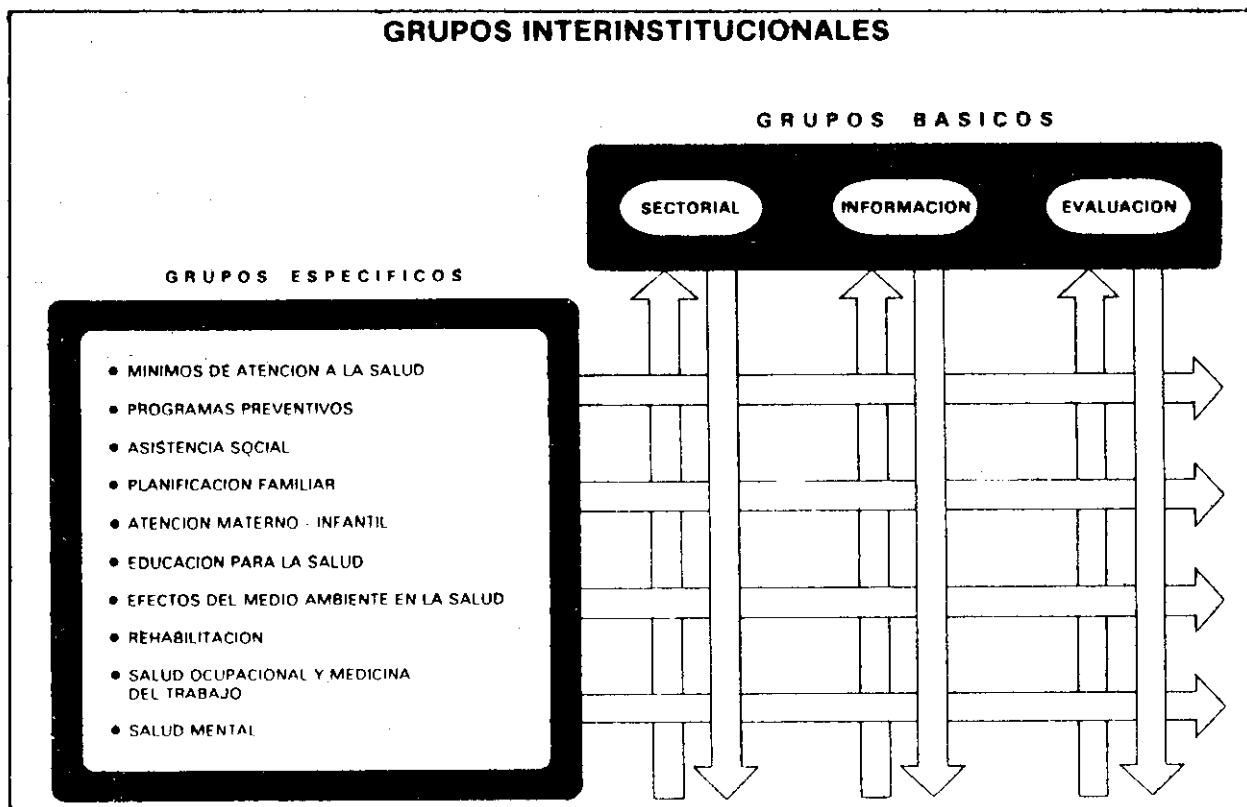 GRUPOS INTERINSTITUCIONALES
GRUPOS BASICOS
SECTORIAL
INFORMACION
EVALUACION
GRUPOS ESPECIFICOS
• MINIMOS DE ATENCION A LA SALUD
• PROGRAMAS PREVENTIVOS
• ASISTENCIA SOCIAL
• PLANIFICACION FAMILIAR
• ATENCION MATERNO - INFANTIL
• EDUCACION PARA LA SALUD
• EFECTOS DEL MEDIO AMBIENTE EN LA SALUD
• REHABILITACION
• SALUD OCUPACIONAL Y MEDICINA
DEL TRABAJO
• SALUD MENTAL